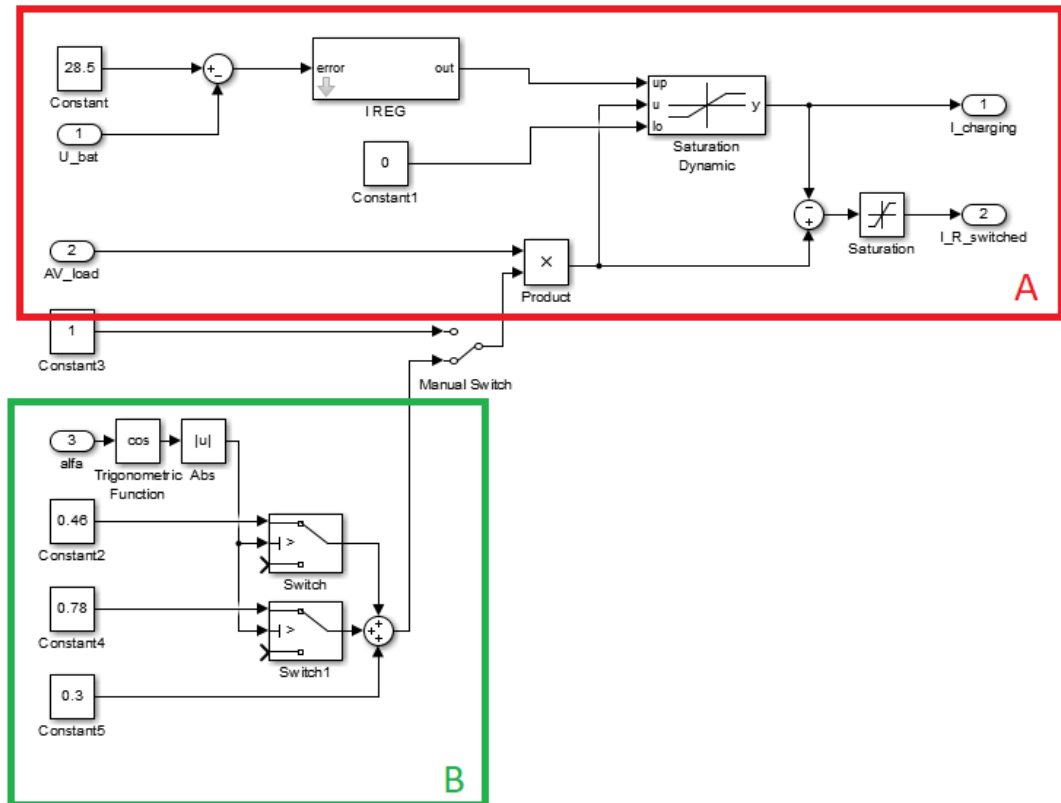 28.5
Constant
+
-
error
out
I REG
up
u
lo
y
Saturation
Dynamic
1
I_charging
1
U_bat
0
Constant1
-
+
Saturation
2
I_R_switched
2
AV_load
×
Product
A
1
Constant3
Manual Switch
3
alfa
cos
Trigonometric
Function
|u|
Abs
0.46
Constant2
>
Switch
0.78
Constant4
>
Switch1
+
+
+
0.3
Constant5
B